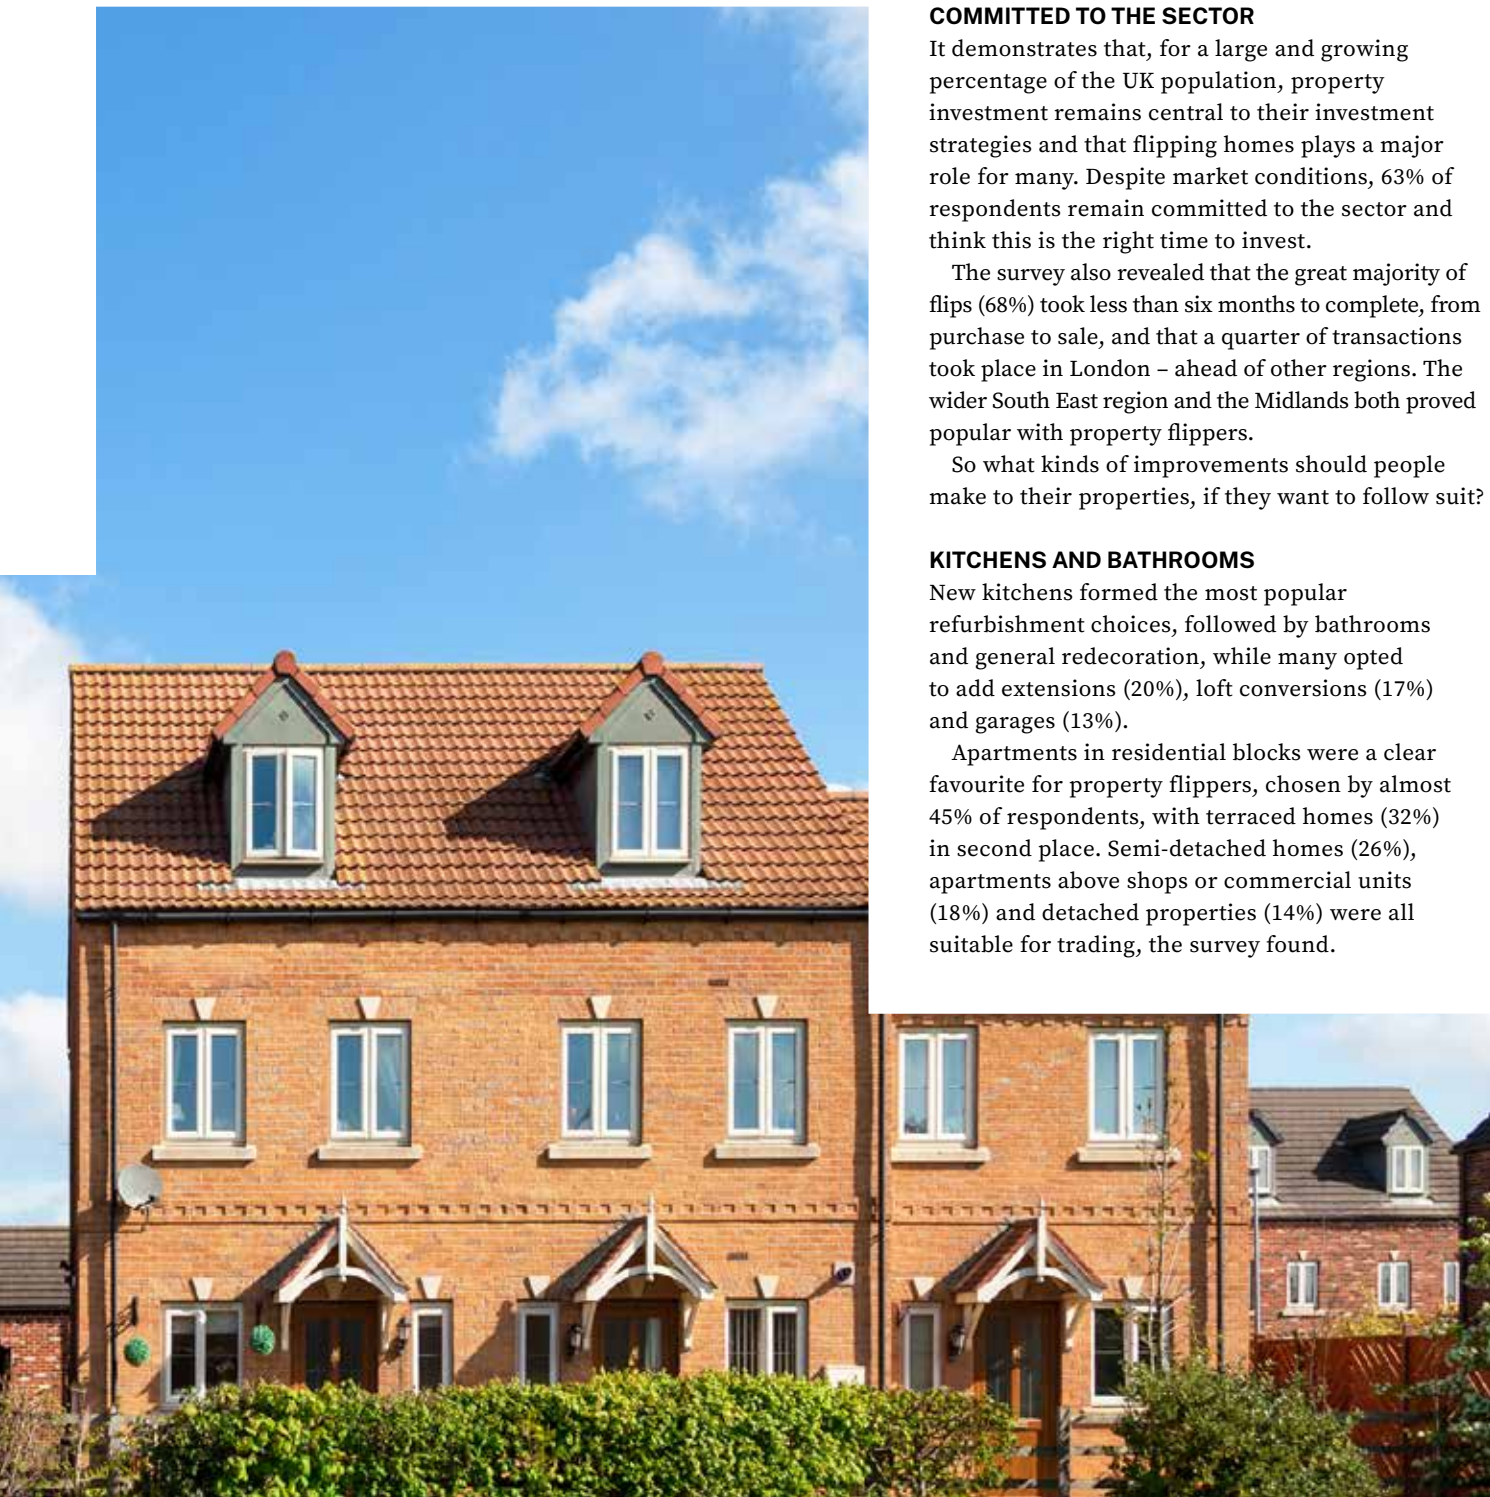 COMMITTED TO THE SECTOR
It demonstrates that, for a large and growing
percentage of the UK population, property
investment remains central to their investment
strategies and that flipping homes plays a major
role for many. Despite market conditions, 63% of
respondents remain committed to the sector and
think this is the right time to invest.
The survey also revealed that the great majority of
flips (68%) took less than six months to complete, from
purchase to sale, and that a quarter of transactions
took place in London – ahead of other regions. The
wider South East region and the Midlands both proved
popular with property flippers.
So what kinds of improvements should people
make to their properties, if they want to follow suit?
KITCHENS AND BATHROOMS
New kitchens formed the most popular
refurbishment choices, followed by bathrooms
and general redecoration, while many opted
to add extensions (20%), loft conversions (17%)
and garages (13%).
Apartments in residential blocks were a clear
favourite for property flippers, chosen by almost
45% of respondents, with terraced homes (32%)
in second place. Semi-detached homes (26%),
apartments above shops or commercial units
(18%) and detached properties (14%) were all
suitable for trading, the survey found.